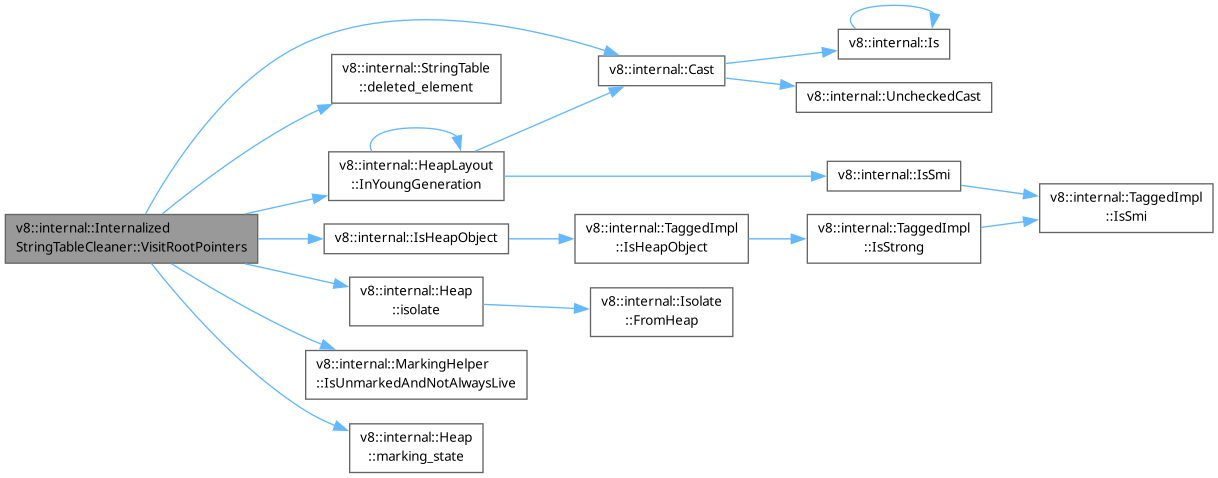 v8::internal::Internalized
StringTableCleaner::VisitRootPointers
v8::internal::StringTable
::deleted_element
v8::internal::HeapLayout
::InYoungGeneration
v8::internal::IsHeapObject
v8::internal::Heap
::isolate
v8::internal::MarkingHelper
::IsUnmarkedAndNotAlwaysLive
v8::internal::Heap
::marking_state
v8::internal::Cast
v8::internal::TaggedImpl
::IsHeapObject
v8::internal::Isolate
::FromHeap
v8::internal::Is
v8::internal::UncheckedCast
v8::internal::IsSmi
v8::internal::TaggedImpl
::IsStrong
v8::internal::TaggedImpl
::IsSmi